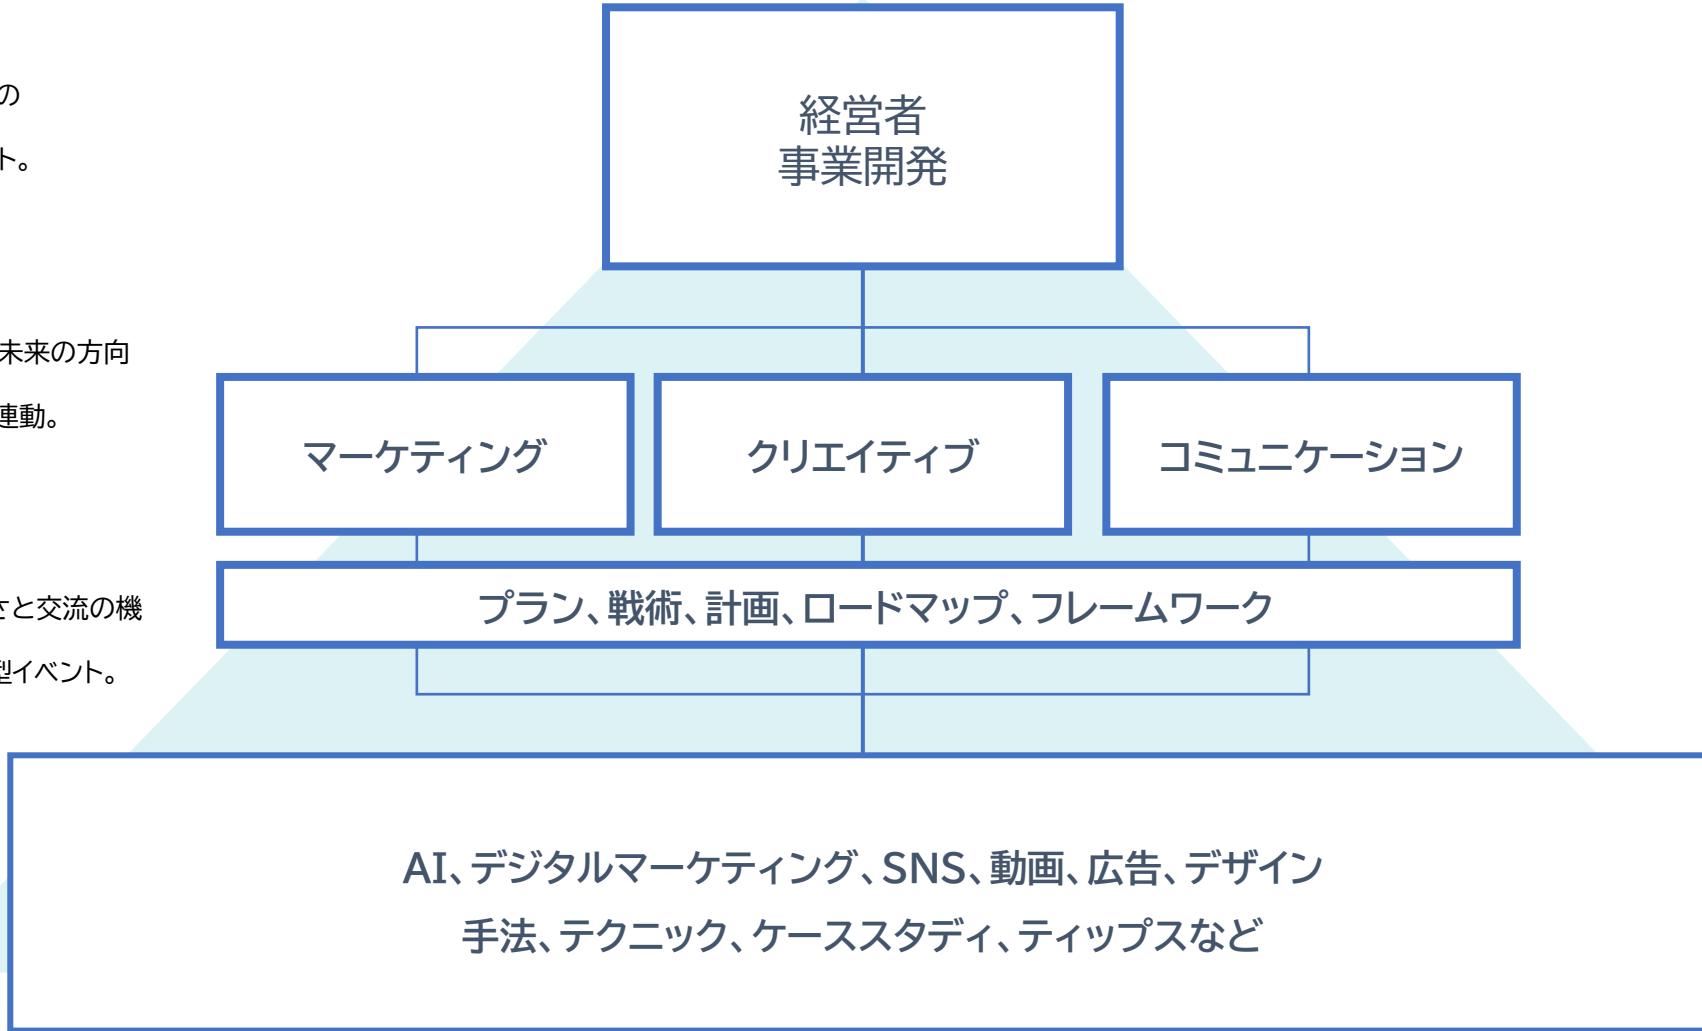 の
ト。
経営者
事業開発
未来の方向
連動。
マーケティング
クリエイティブ
コミュニケーション
さと交流の機
プラン、戦術、計画、ロードマップ、フレームワーク
型イベント。
AI、デジタルマーケティング、SNS、動画、広告、デザイン
手法、テクニック、ケーススタディ、ティップスなど